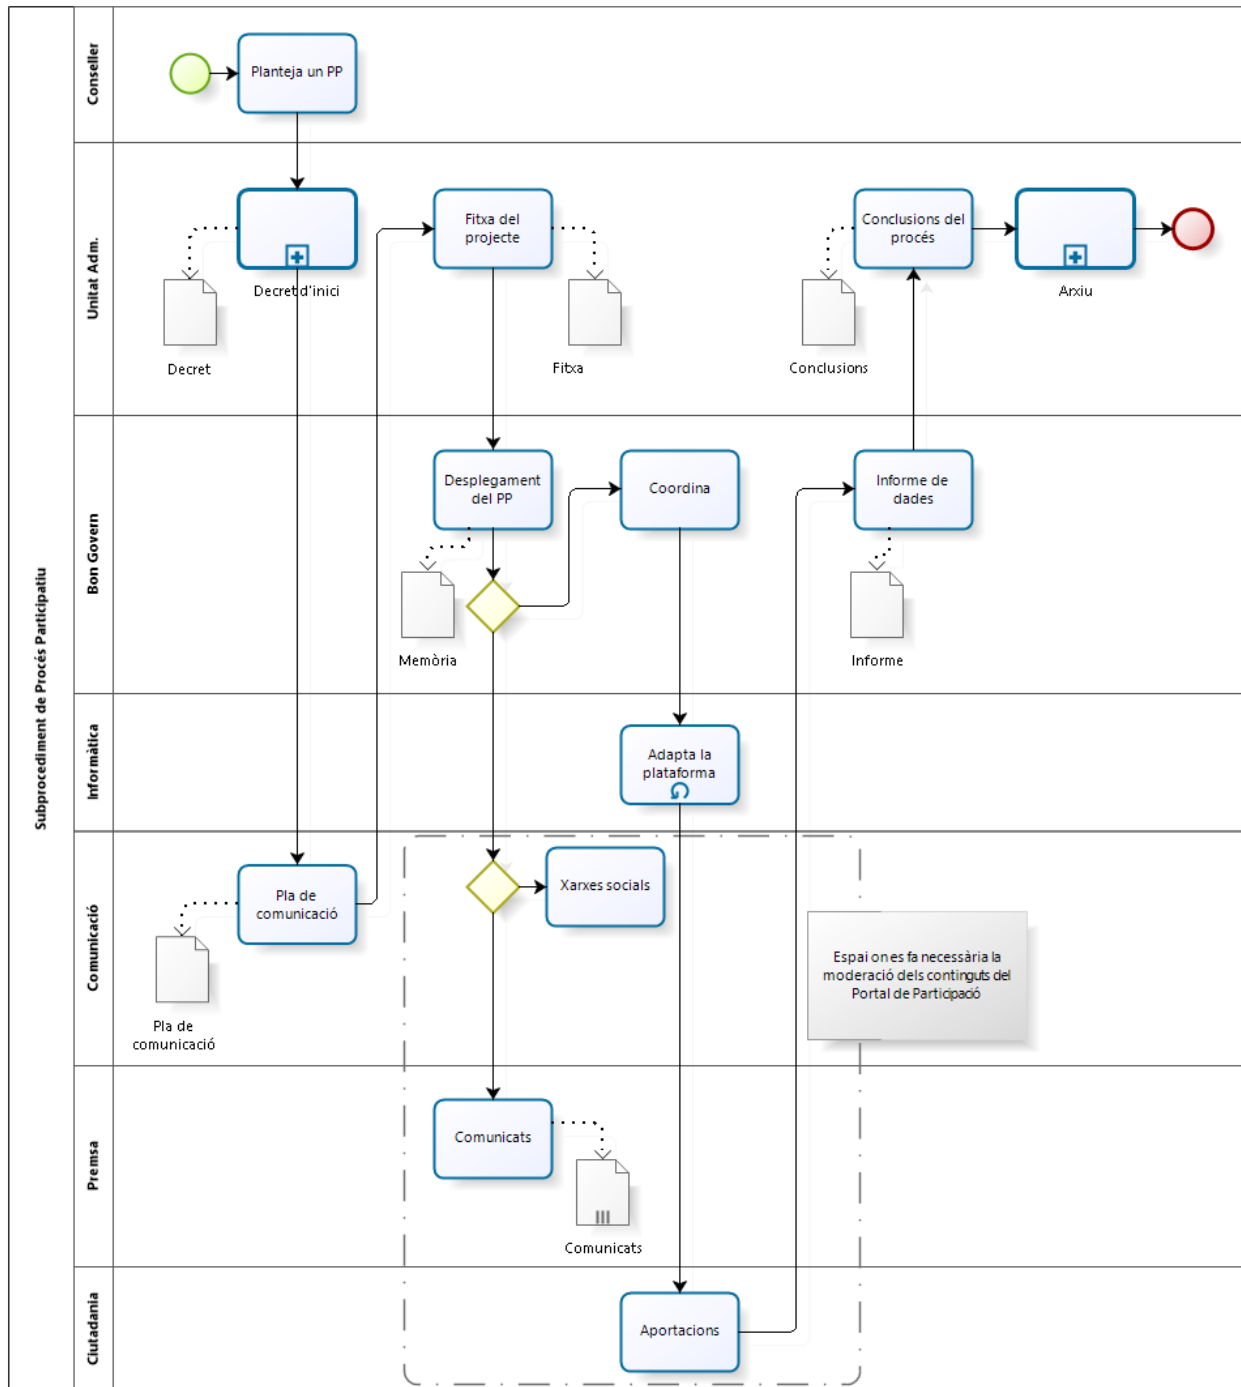 Subprocediment de Procés Participatiu
Conseller
Planteja un PP
Unitat Adm.
Decret d'inici
Decret
Fitxa del
projecte
Fitxa
Conclusions del
procés
Conclusions
Arxiu
Bon Govern
Desplegament
del PP
Memòria
Coordina
Informe de
dades
Informe
Informàtica
Adapta la
plataforma
Comunicació
Pla de
comunicació
Pla de
comunicació
Xarxes socials
Espai on es fa necessària la
moderació dels continguts del
Portal de Participació
Premsa
Comunicats
Comunicats
Ciutadania
Aportacions